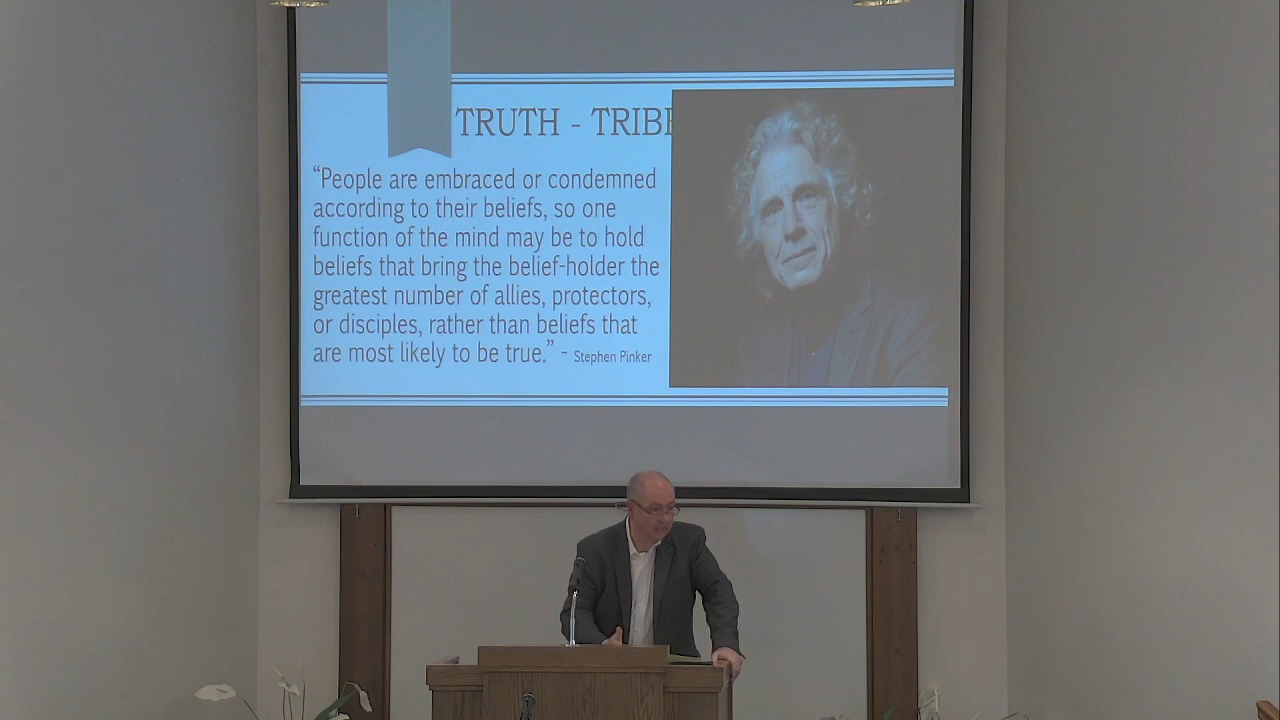 TRUTH - TRIBE
“People are embraced or condemned
according to their beliefs, so one
function of the mind may be to hold
beliefs that bring the belief-holder the
greatest number of allies, protectors,
or disciples, rather than beliefs that
are most likely to be true.” - Stephen Pinker